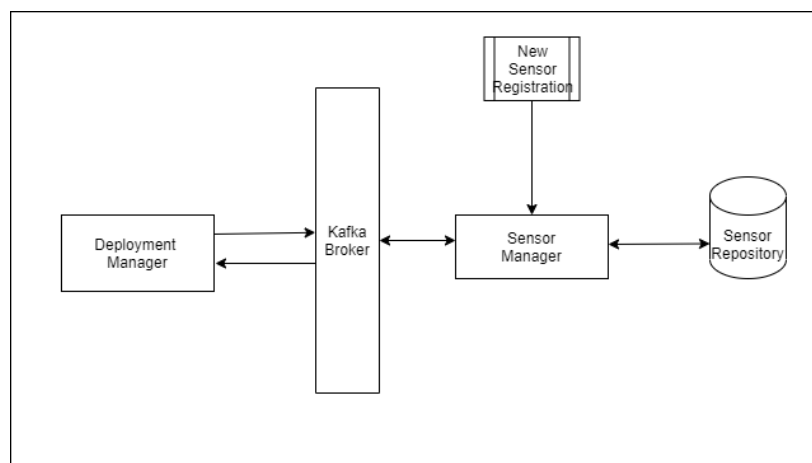 New
Sensor
Registration
Deployment
Manager
Kafka
Broker
Sensor
Manager
Sensor
Repository